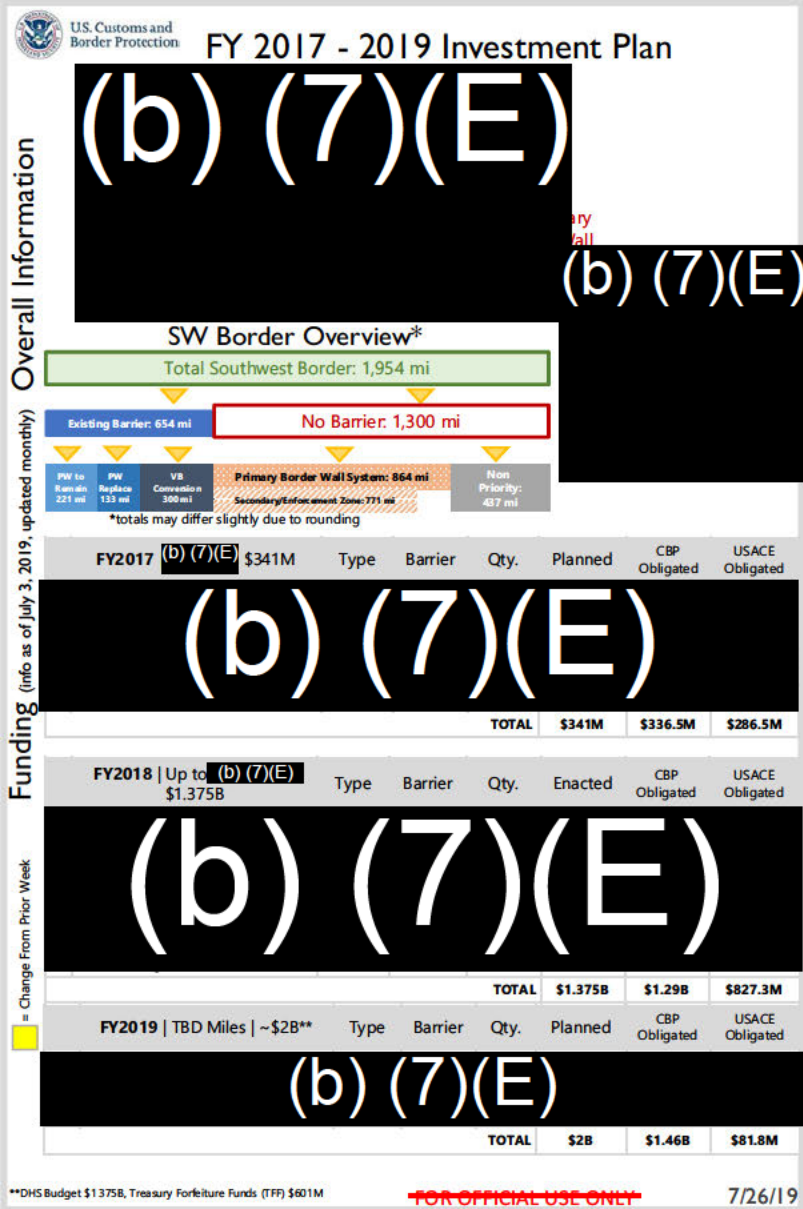 U.S. Customs and
Border Protection
FY 2017 - 2019 Investment Plan
(b) (7)(E)
ary
Wall
(b) (7)(E)
Overall Information
SW Border Overview*
Total Southwest Border: 1,954 mi
Existing Barrier: 654 mi
No Barrier: 1,300 mi
PW to
Remain
221 mi
PW
Replace
133 mi
VB
Conversion
300 mi
Primary Border Wall System: 864 mi
Secondary/Enforcement Zone: 771 mi
Non
Priority:
437 mi
*totals may differ slightly due to rounding
Funding (info as of July 3, 2019, updated monthly)
FY2017 (b) (7)(E) $341M Type Barrier Qty. Planned CBP Obligated USACE Obligated
(b) (7)(E)
TOTAL $341M $336.5M $286.5M
FY2018 | Up to (b) (7)(E)
$1.375B Type Barrier Qty. Enacted CBP Obligated USACE Obligated
(b) (7)(E)
TOTAL $1.375B $1.29B $827.3M
= Change From Prior Week
FY2019 | TBD Miles | ~$2B** Type Barrier Qty. Planned CBP Obligated USACE Obligated
(b) (7)(E)
TOTAL $2B $1.46B $81.8M
**DHS Budget $1375B, Treasury Forfeiture Funds (TFF) $601M
FOR OFFICIAL USE ONLY
7/26/19